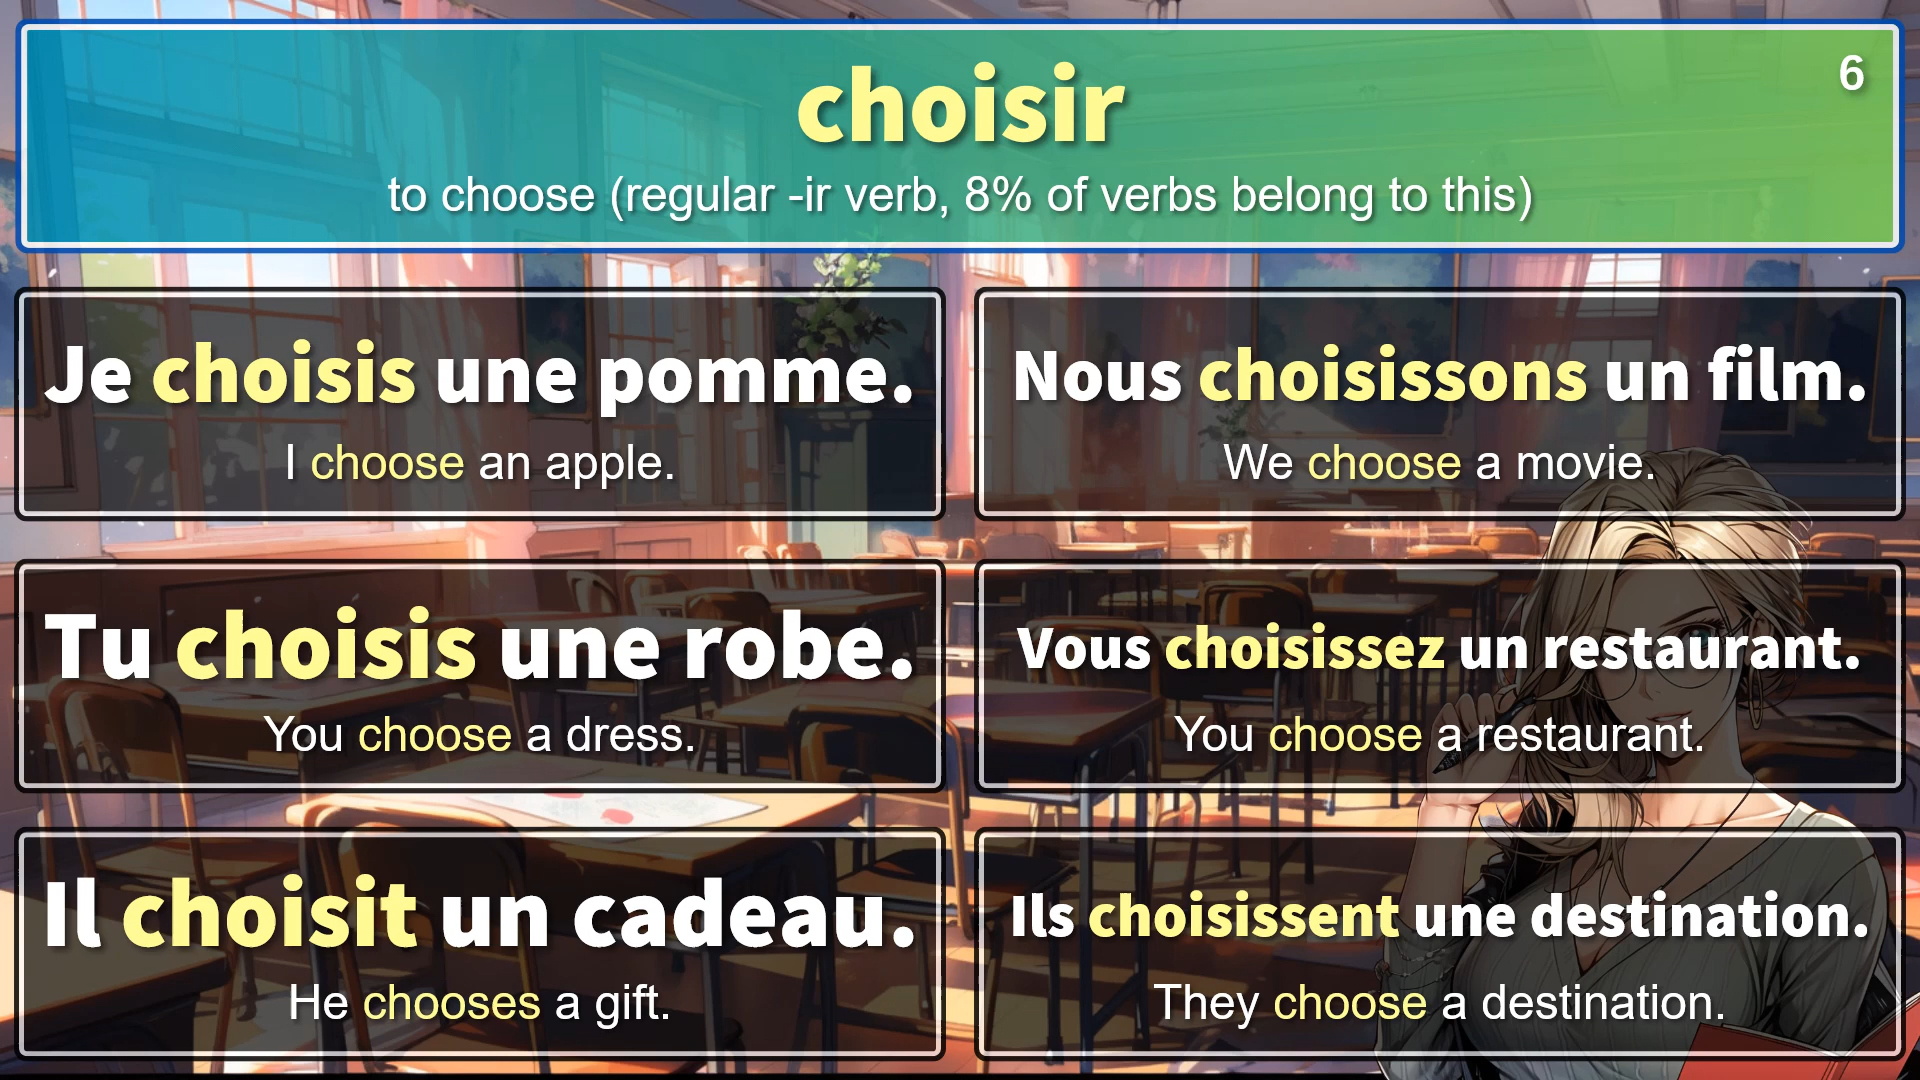 choisir
6
to choose (regular -ir verb, 8% of verbs belong to this)
Je choisis une pomme.
I choose an apple.
Tu choisis une robe.
You choose a dress.
Il choisit un cadeau.
He chooses a gift.
Nous choisissons un film.
We choose a movie.
Vous choisissez un restaurant.
You choose a restaurant.
Ils choisissent une destination.
They choose a destination.